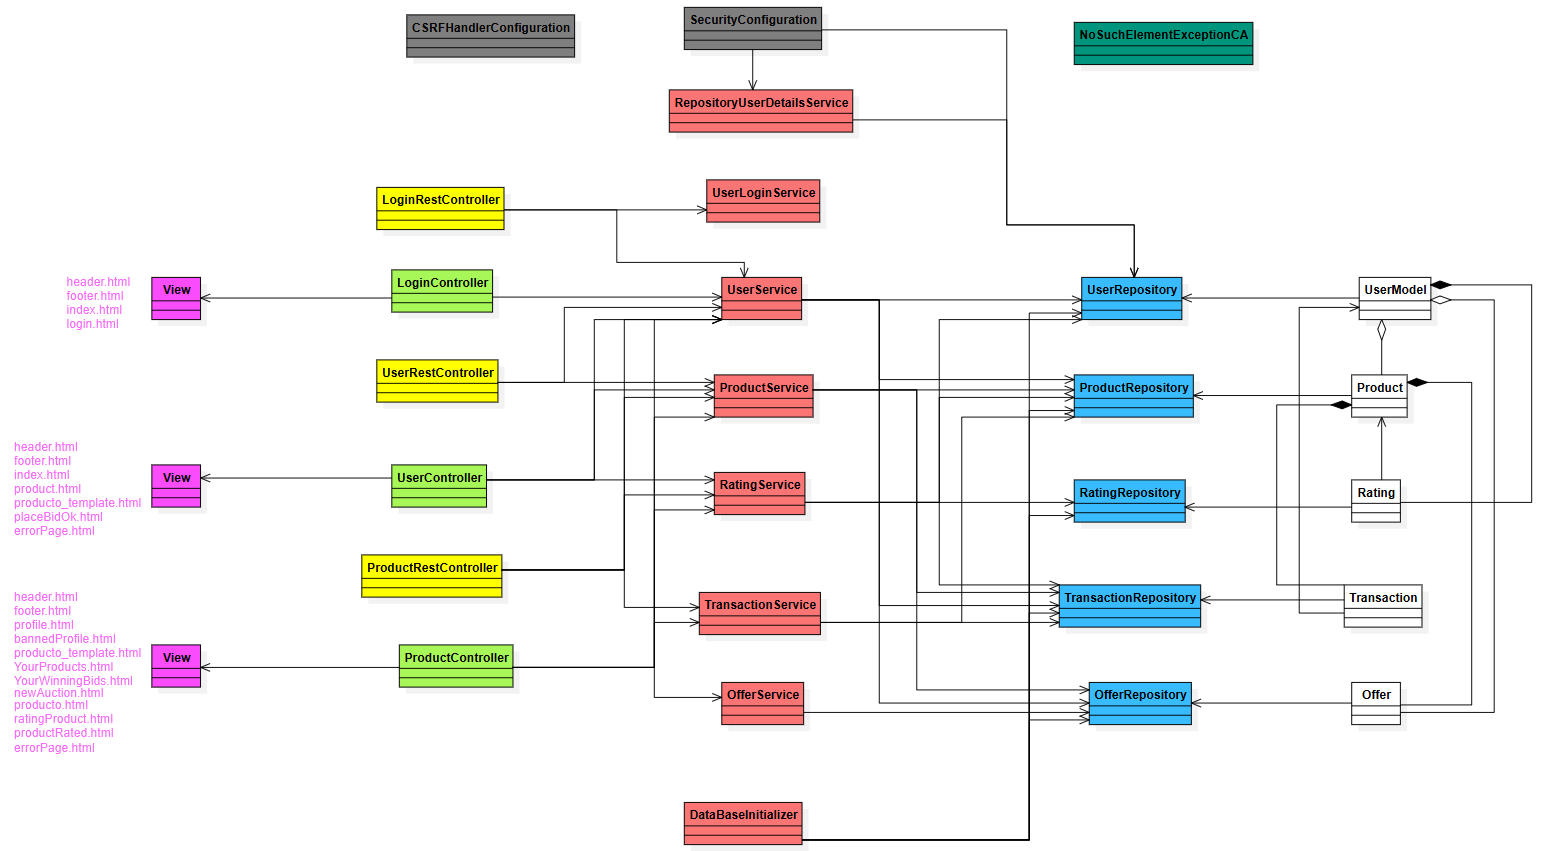 CSRFHandlerConfiguration
SecurityConfiguration
NoSuchElementExceptionCA
RepositoryUserDetailsService
LoginRestController
UserLoginService
header.html
footer.html
index.html
login.html
View
LoginController
UserService
UserRepository
UserModel
UserRestController
ProductService
ProductRepository
Product
header.html
footer.html
index.html
product.html
producto_template.html
placeBidOk.html
errorPage.html
View
UserController
RatingService
RatingRepository
Rating
ProductRestController
header.html
footer.html
profile.html
bannedProfile.html
producto_template.html
YourProducts.html
YourWinningBids.html
newAuction.html
producto.html
ratingProduct.html
productRated.html
errorPage.html
View
ProductController
TransactionService
TransactionRepository
Transaction
OfferService
OfferRepository
Offer
DataBaseInitializer